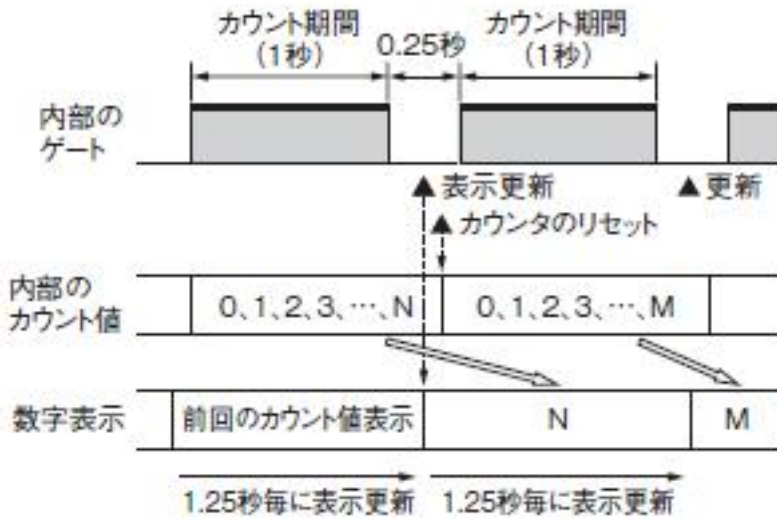 カウント期間
(1秒)
0.25秒
カウント期間
(1秒)
内部の
ゲート
▲表示更新
▲更新
▲カウンタのリセット
内部の
カウント値
0、1、2、3、…、N
0、1、2、3、…、M
数字表示
前回のカウント値表示
N
M
1.25秒毎に表示更新
1.25秒毎に表示更新